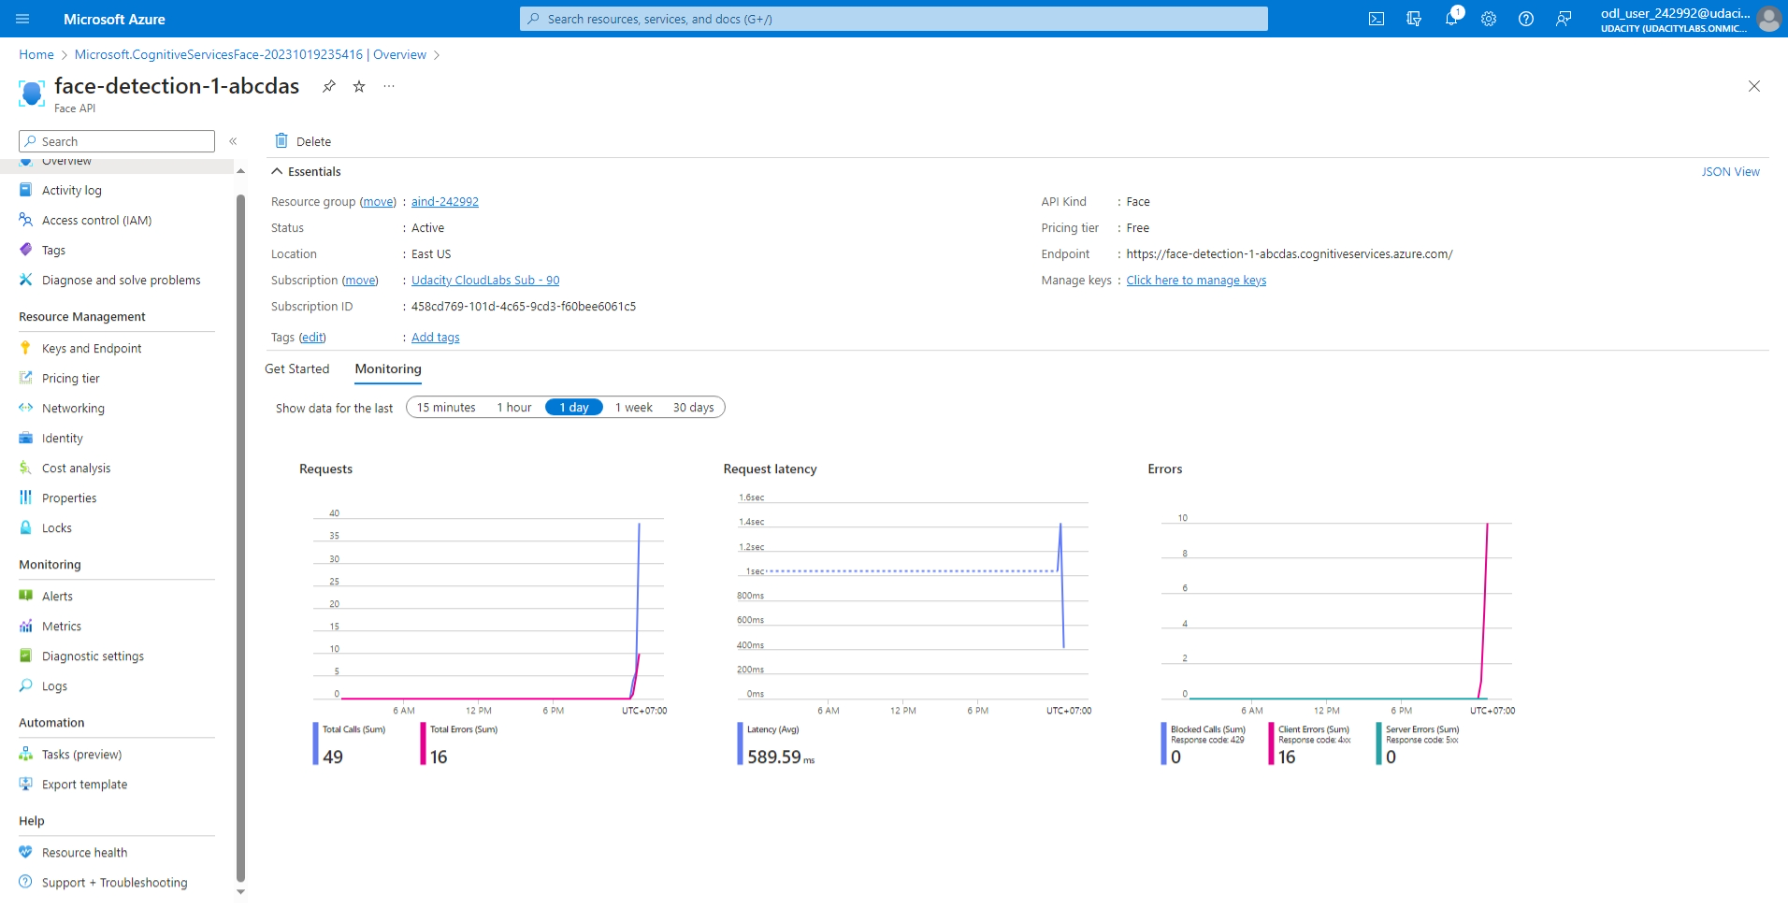 Microsoft Azure
Search resources, services, and docs (G+/)
1
odl_user_242992@udaci...
UDACITY (UDACITYLABS.ONMIC...
Home > Microsoft.CognitiveServicesFace-20231019235416 | Overview >
face-detection-1-abcdas
Face API
Search
Delete
Overview
Activity log
Access control (IAM)
Tags
Diagnose and solve problems
Resource Management
Keys and Endpoint
Pricing tier
Networking
Identity
Cost analysis
Properties
Locks
Monitoring
Alerts
Metrics
Diagnostic settings
Logs
Automation
Tasks (preview)
Export template
Help
Resource health
Support + Troubleshooting
Essentials
JSON View
Resource group (move) : aind-242992
Status : Active
Location : East US
Subscription (move) : Udacity CloudLabs Sub - 90
Subscription ID : 458cd769-101d-4c65-9cd3-f60bee6061c5
Tags (edit) : Add tags
API Kind : Face
Pricing tier : Free
Endpoint : https://face-detection-1-abcdas.cognitiveservices.azure.com/
Manage keys : Click here to manage keys
Get Started Monitoring
Show data for the last 15 minutes 1 hour 1 day 1 week 30 days
Requests
40
35
30
25
20
15
10
5
0
6 AM 12 PM 6 PM UTC+07:00
Total Calls (Sum)
49
Total Errors (Sum)
16
Request latency
1.6sec
1.4sec
1.2sec
1sec
800ms
600ms
400ms
200ms
0ms
6 AM 12 PM 6 PM UTC+07:00
Latency (Avg)
589.59 ms
Errors
10
8
6
4
2
0
6 AM 12 PM 6 PM UTC+07:00
Blocked Calls (Sum)
Response code: 429
0
Client Errors (Sum)
Response code: 4xx
16
Server Errors (Sum)
Response code: 5xx
0